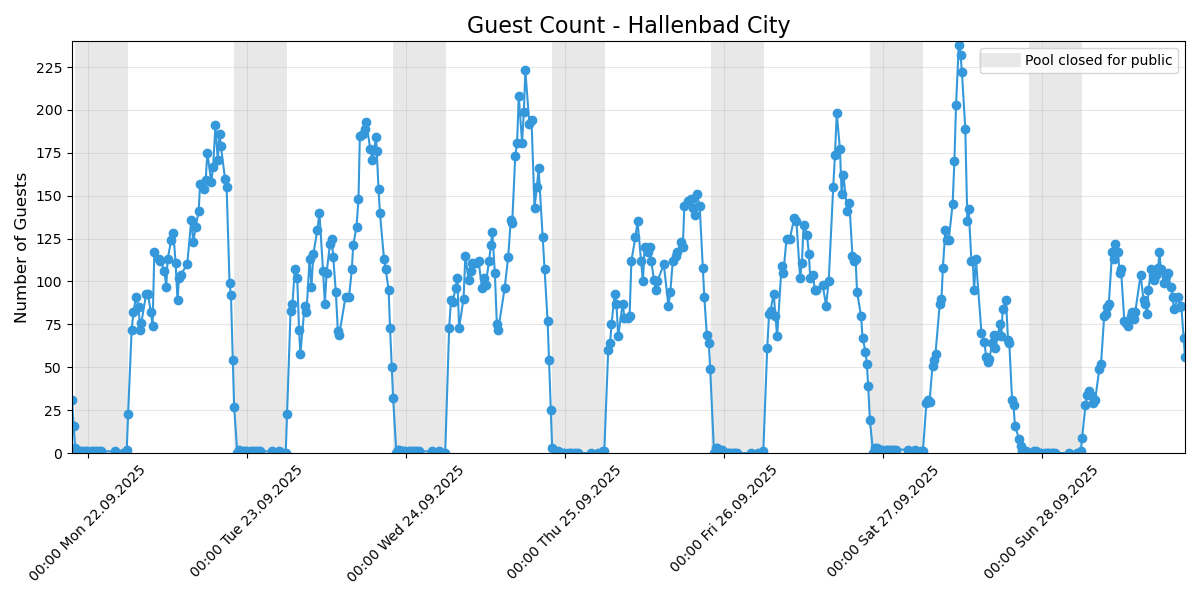 Guest Count - Hallenbad City
Pool closed for public
Number of Guests
225
200
175
150
125
100
75
50
25
0
00:00 Mon 22.09.2025
00:00 Tue 23.09.2025
00:00 Wed 24.09.2025
00:00 Thu 25.09.2025
00:00 Fri 26.09.2025
00:00 Sat 27.09.2025
00:00 Sun 28.09.2025